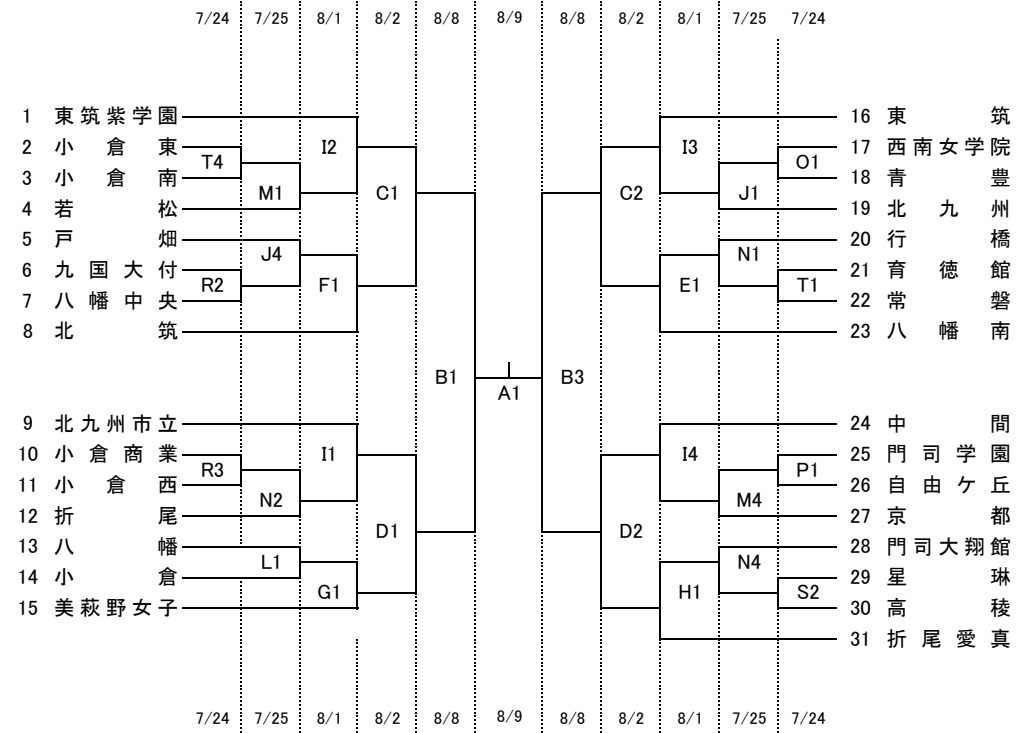 7/24 7/25 8/1 8/2 8/8 8/9 8/8 8/2 8/1 7/25 7/24
1 東筑紫学園 16 東筑
2 小倉東 I2 I3 17 西南女学院
T4 O1
3 小倉南 18 青豊
M1 C1 C2 J1
4 若松 19 北九州
5 戸畑 20 行橋
J4 N1
6 九国大付 21 育徳館
R2 F1 E1 T1
7 八幡中央 22 常磐
8 北筑 23 八幡南
B1 B3
A1
9 北九州市立 24 中間
10 小倉商業 I1 I4 25 門司学園
R3 P1
11 小倉西 26 自由ケ丘
N2 M4
12 折尾 27 京都
D1 D2
13 八幡 28 門司大翔館
L1 N4
14 小倉 29 星琳
G1 H1 S2
15 美萩野女子 30 高稜
31 折尾愛真
7/24 7/25 8/1 8/2 8/8 8/9 8/8 8/2 8/1 7/25 7/24